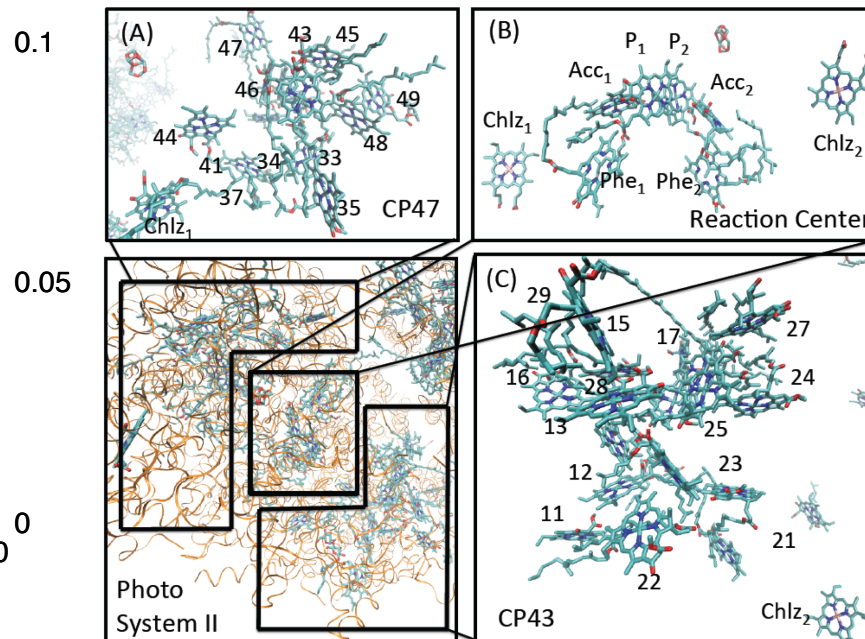 0.1
0.05
0
0
(A)
47
43
45
46
49
44
48
41
34
33
37
35
Chlz1
CP47
(B)
P1
P2
Acc1
Acc2
Chlz1
Chlz2
Phe1
Phe2
Reaction Center
Photo
System II
(C)
29
15
17
27
16
28
24
13
25
12
23
11
21
22
Chlz2
CP43